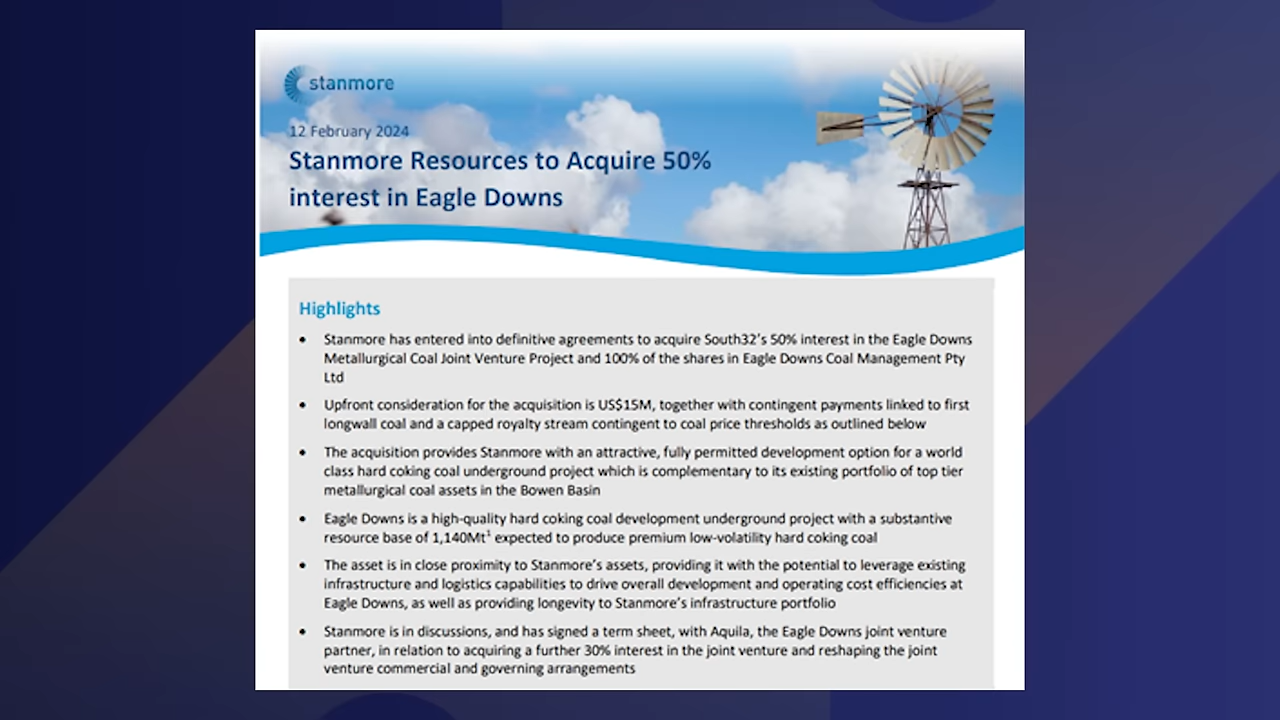 stanmore
12 February 2024
Stanmore Resources to Acquire 50%
interest in Eagle Downs
Highlights
• Stanmore has entered into definitive agreements to acquire South32's 50% interest in the Eagle Downs
Metallurgical Coal Joint Venture Project and 100% of the shares in Eagle Downs Coal Management Pty
Ltd
• Upfront consideration for the acquisition is US$15M, together with contingent payments linked to first
longwall coal and a capped royalty stream contingent to coal price thresholds as outlined below
• The acquisition provides Stanmore with an attractive, fully permitted development option for a world
class hard coking coal underground project which is complementary to its existing portfolio of top tier
metallurgical coal assets in the Bowen Basin
• Eagle Downs is a high-quality hard coking coal development underground project with a substantive
resource base of 1,140Mt¹ expected to produce premium low-volatility hard coking coal
• The asset is in close proximity to Stanmore's assets, providing it with the potential to leverage existing
infrastructure and logistics capabilities to drive overall development and operating cost efficiencies at
Eagle Downs, as well as providing longevity to Stanmore's infrastructure portfolio
• Stanmore is in discussions, and has signed a term sheet, with Aquila, the Eagle Downs joint venture
partner, in relation to acquiring a further 30% interest in the joint venture and reshaping the joint
venture commercial and governing arrangements